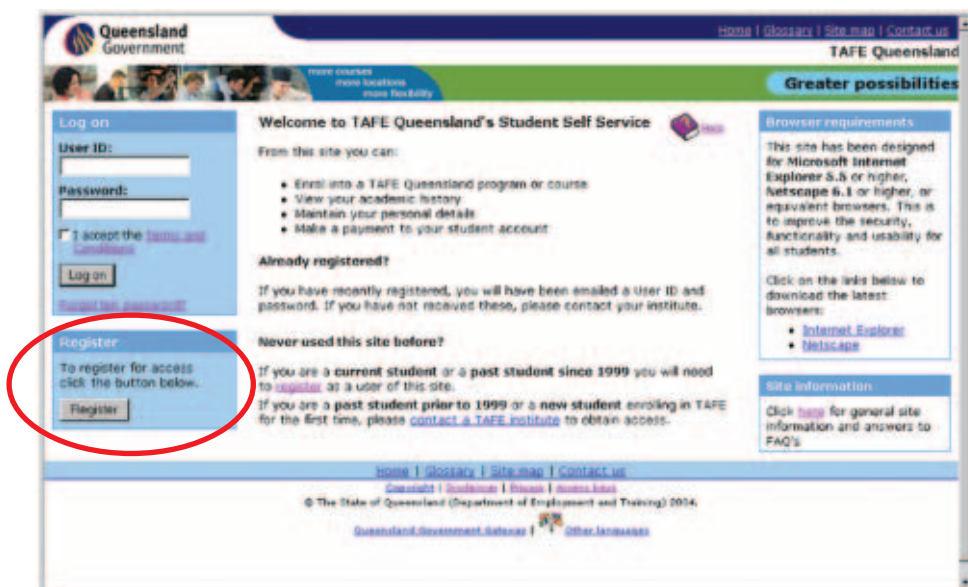 Queensland
Government
Home | Glossary | Site map | Contact us
TAFE Queensland
more courses
more locations
more flexibility
Greater possibilities
Log on
User ID:
Password:
I accept the Terms and
Conditions
Log on
Forgotten password?
Register
To register for access
click the button below.
Register
Welcome to TAFE Queensland's Student Self Service
Help
From this site you can:
• Enrol into a TAFE Queensland program or course
• View your academic history
• Maintain your personal details
• Make a payment to your student account
Already registered?
If you have recently registered, you will have been emailed a User ID and
password. If you have not received these, please contact your institute.
Never used this site before?
If you are a current student or a past student since 1999 you will need
to register as a user of this site.
If you are a past student prior to 1999 or a new student enrolling in TAFE
for the first time, please contact a TAFE institute to obtain access.
Browser requirements
This site has been designed
for Microsoft Internet
Explorer 5.5 or higher,
Netscape 6.1 or higher, or
equivalent browsers. This is
to improve the security,
functionality and usability for
all students.
Click on the links below to
download the latest
browsers:
• Internet Explorer
• Netscape
Site information
Click here for general site
information and answers to
FAQ's
Home | Glossary | Site map | Contact us
Copyright | Disclaimer | Privacy | Access keys
© The State of Queensland (Department of Employment and Training) 2004.
Queensland Government Gateway | Other languages